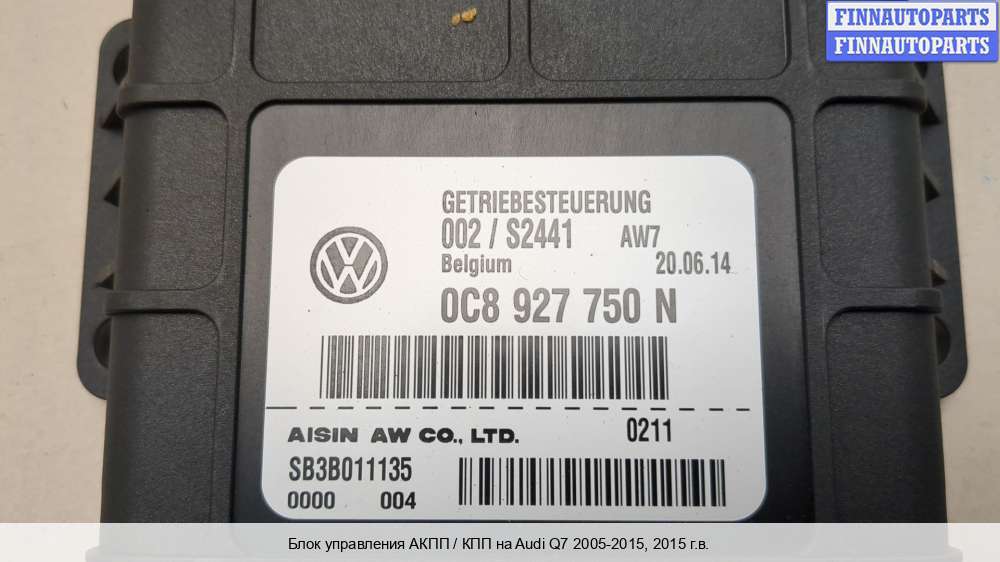 FINNAUTOPARTS
FINNAUTOPARTS
GETRIEBESTEUERUNG
002 / S2441 AW7
Belgium 20.06.14
0C8 927 750 N
AISIN AW CO., LTD. 0211
SB3B011135
0000 004
Блок управления АКПП / КПП на Audi Q7 2005-2015, 2015 г.в.